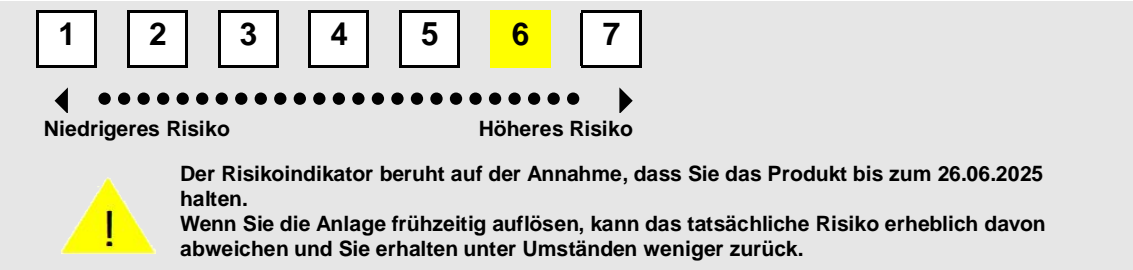 1 2 3 4 5 6 7
Niedrigeres Risiko Höheres Risiko
Der Risikoindikator beruht auf der Annahme, dass Sie das Produkt bis zum 26.06.2025
halten.
Wenn Sie die Anlage frühzeitig auflösen, kann das tatsächliche Risiko erheblich davon
abweichen und Sie erhalten unter Umständen weniger zurück.
!